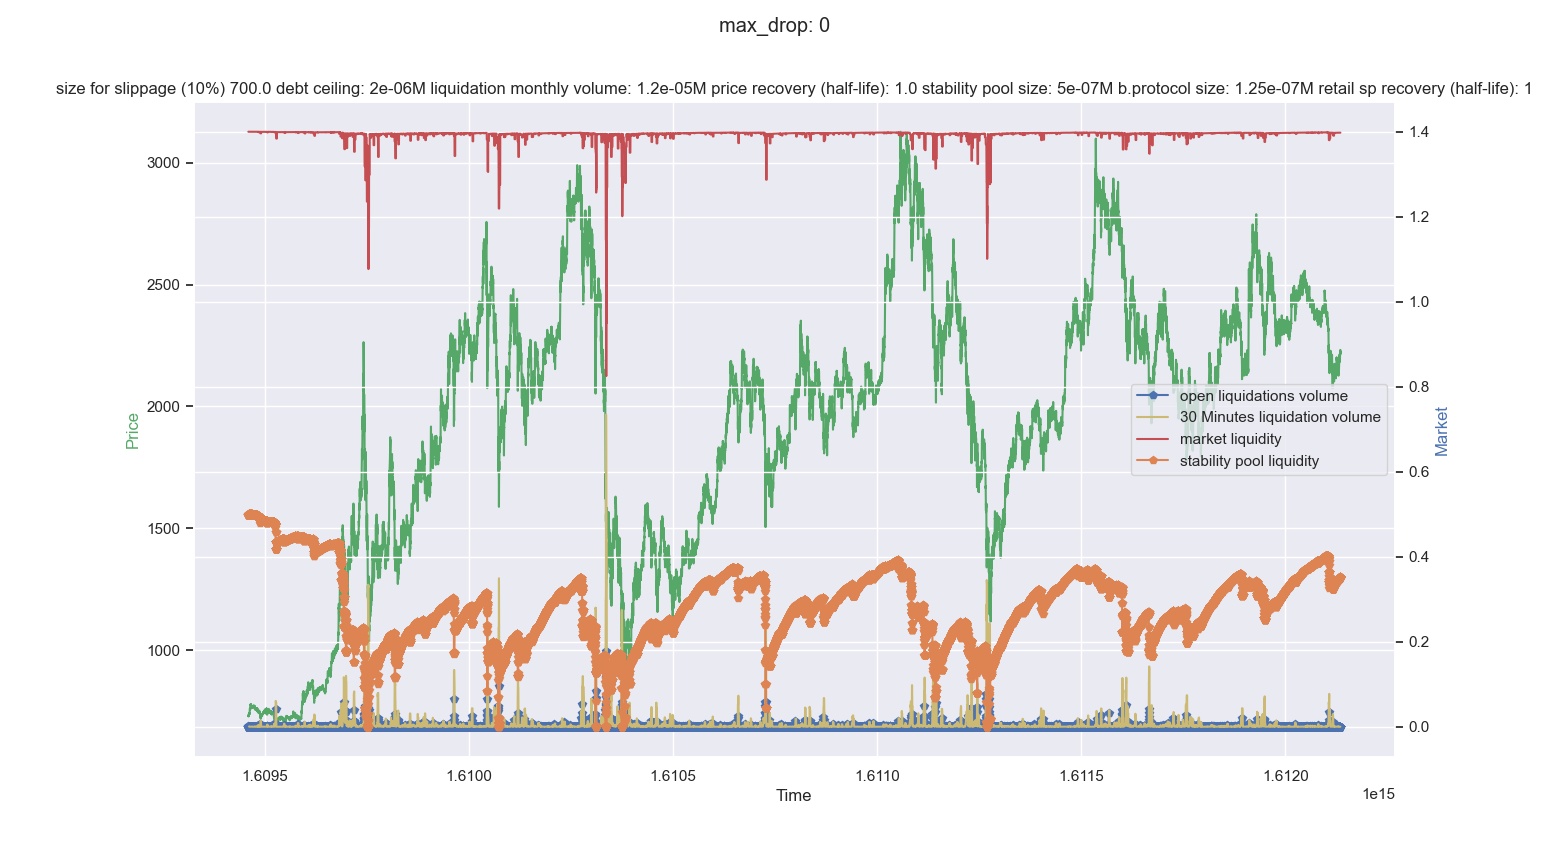 max_drop: 0
size for slippage (10%) 700.0 debt ceiling: 2e-06M liquidation monthly volume: 1.2e-05M price recovery (half-life): 1.0 stability pool size: 5e-07M b.protocol size: 1.25e-07M retail sp recovery (half-life): 1
3000
2500
2000
1500
1000
Price
1.4
1.2
1.0
0.8
0.6
0.4
0.2
0.0
Market
open liquidations volume
30 Minutes liquidation volume
market liquidity
stability pool liquidity
1.6095
1.6100
1.6105
1.6110
1.6115
1.6120
Time
1e15